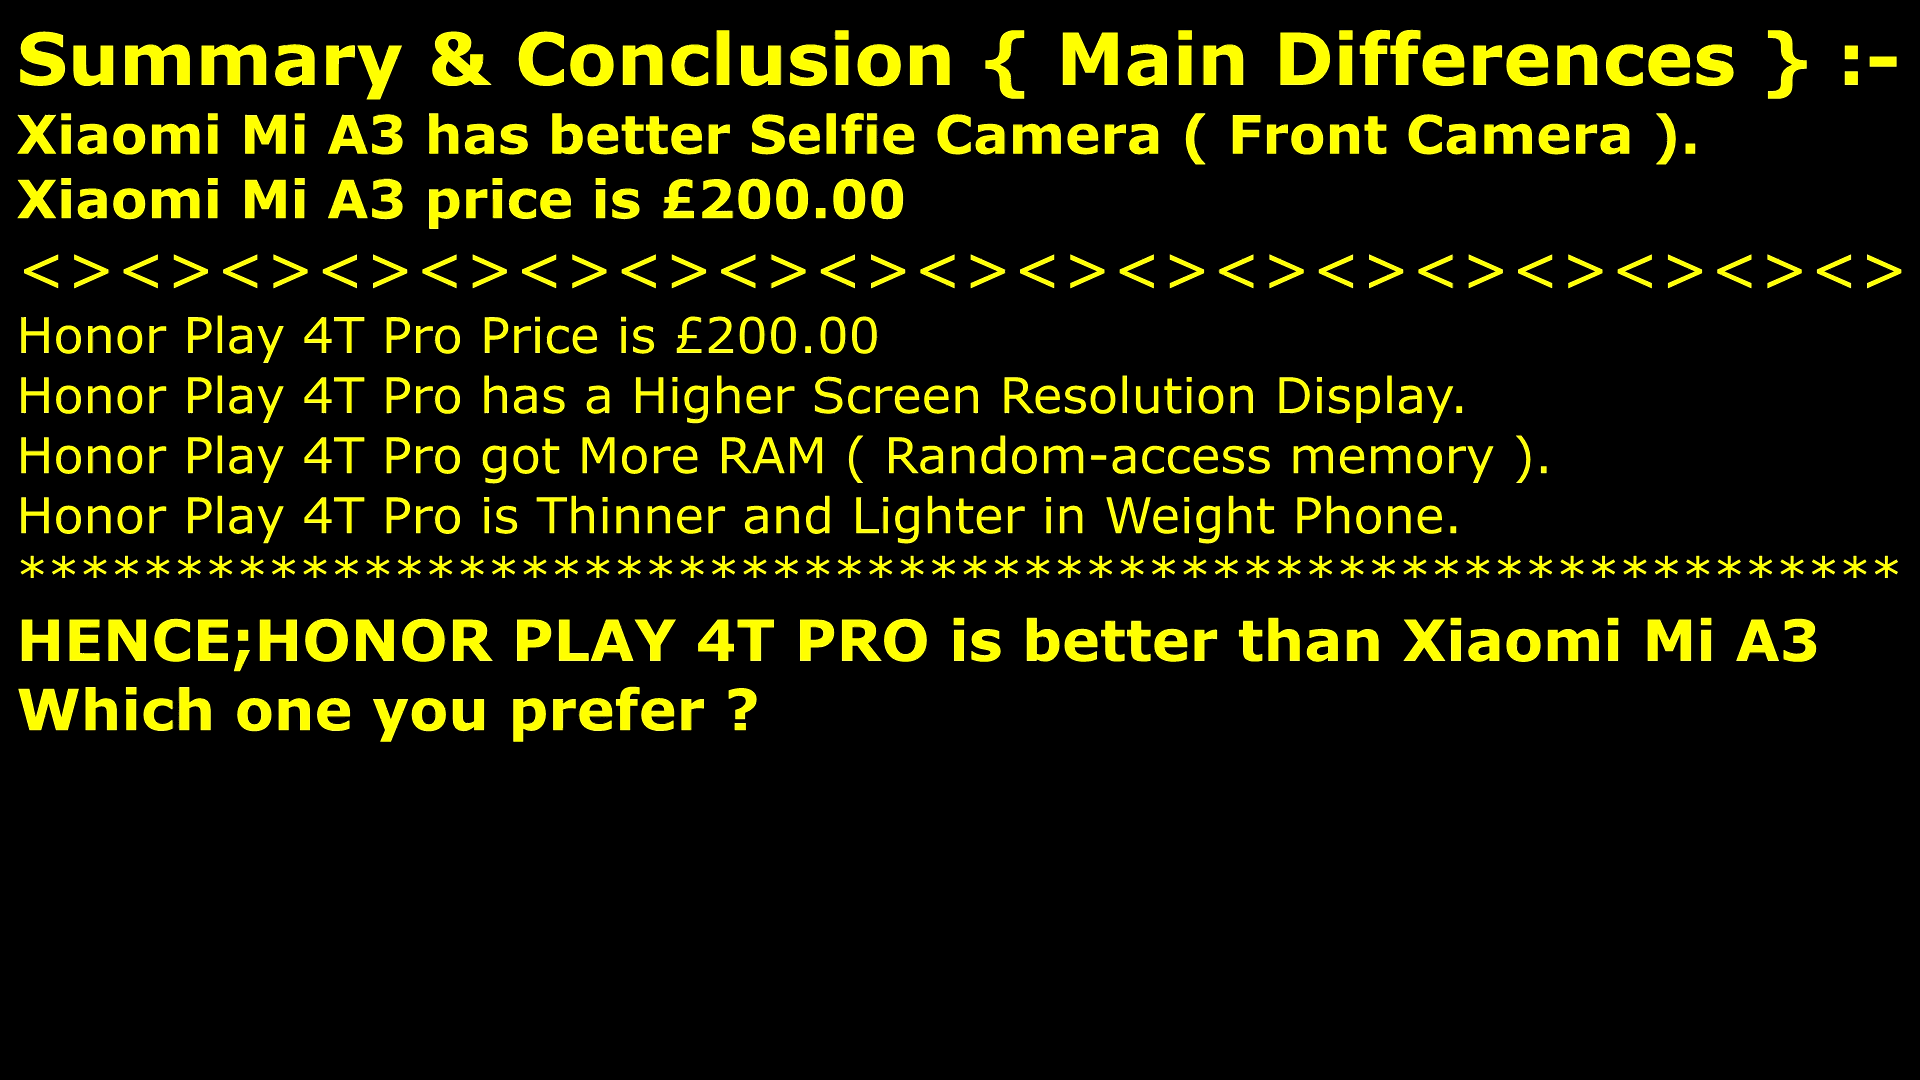 Summary & Conclusion { Main Differences } :-
Xiaomi Mi A3 has better Selfie Camera ( Front Camera ).
Xiaomi Mi A3 price is £200.00
<><><><><><><><><><><><><><><><><><><>
Honor Play 4T Pro Price is £200.00
Honor Play 4T Pro has a Higher Screen Resolution Display.
Honor Play 4T Pro got More RAM ( Random-access memory ).
Honor Play 4T Pro is Thinner and Lighter in Weight Phone.
************************************************************
HENCE;HONOR PLAY 4T PRO is better than Xiaomi Mi A3
Which one you prefer ?